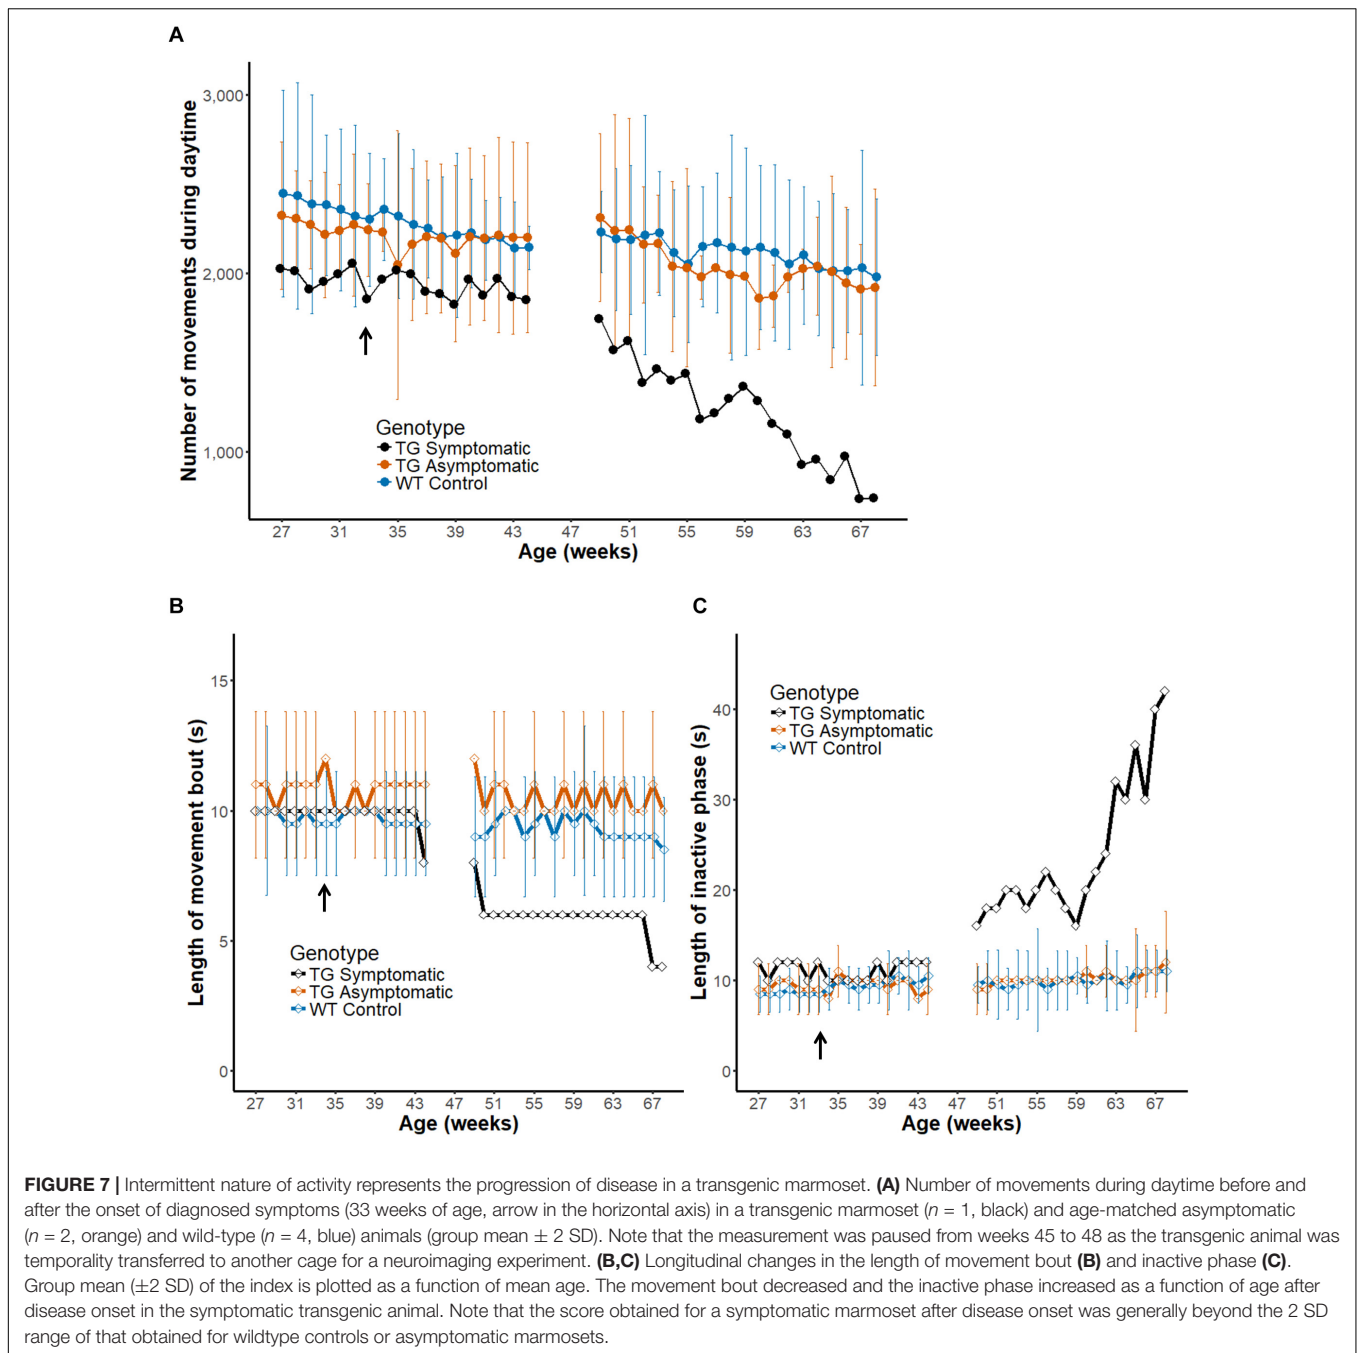 A
Number of movements during daytime
3,000
2,000
1,000
Genotype
TG Symptomatic
TG Asymptomatic
WT Control
27 31 35 39 43 47 51 55 59 63 67
Age (weeks)
B
Length of movement bout (s)
15
10
5
0
Genotype
TG Symptomatic
TG Asymptomatic
WT Control
27 31 35 39 43 47 51 55 59 63 67
Age (weeks)
C
Length of inactive phase (s)
40
30
20
10
0
Genotype
TG Symptomatic
TG Asymptomatic
WT Control
27 31 35 39 43 47 51 55 59 63 67
Age (weeks)
FIGURE 7 | Intermittent nature of activity represents the progression of disease in a transgenic marmoset. (A) Number of movements during daytime before and
after the onset of diagnosed symptoms (33 weeks of age, arrow in the horizontal axis) in a transgenic marmoset (n = 1, black) and age-matched asymptomatic
(n = 2, orange) and wild-type (n = 4, blue) animals (group mean ± 2 SD). Note that the measurement was paused from weeks 45 to 48 as the transgenic animal was
temporality transferred to another cage for a neuroimaging experiment. (B,C) Longitudinal changes in the length of movement bout (B) and inactive phase (C).
Group mean (±2 SD) of the index is plotted as a function of mean age. The movement bout decreased and the inactive phase increased as a function of age after
disease onset in the symptomatic transgenic animal. Note that the score obtained for a symptomatic marmoset after disease onset was generally beyond the 2 SD
range of that obtained for wildtype controls or asymptomatic marmosets.